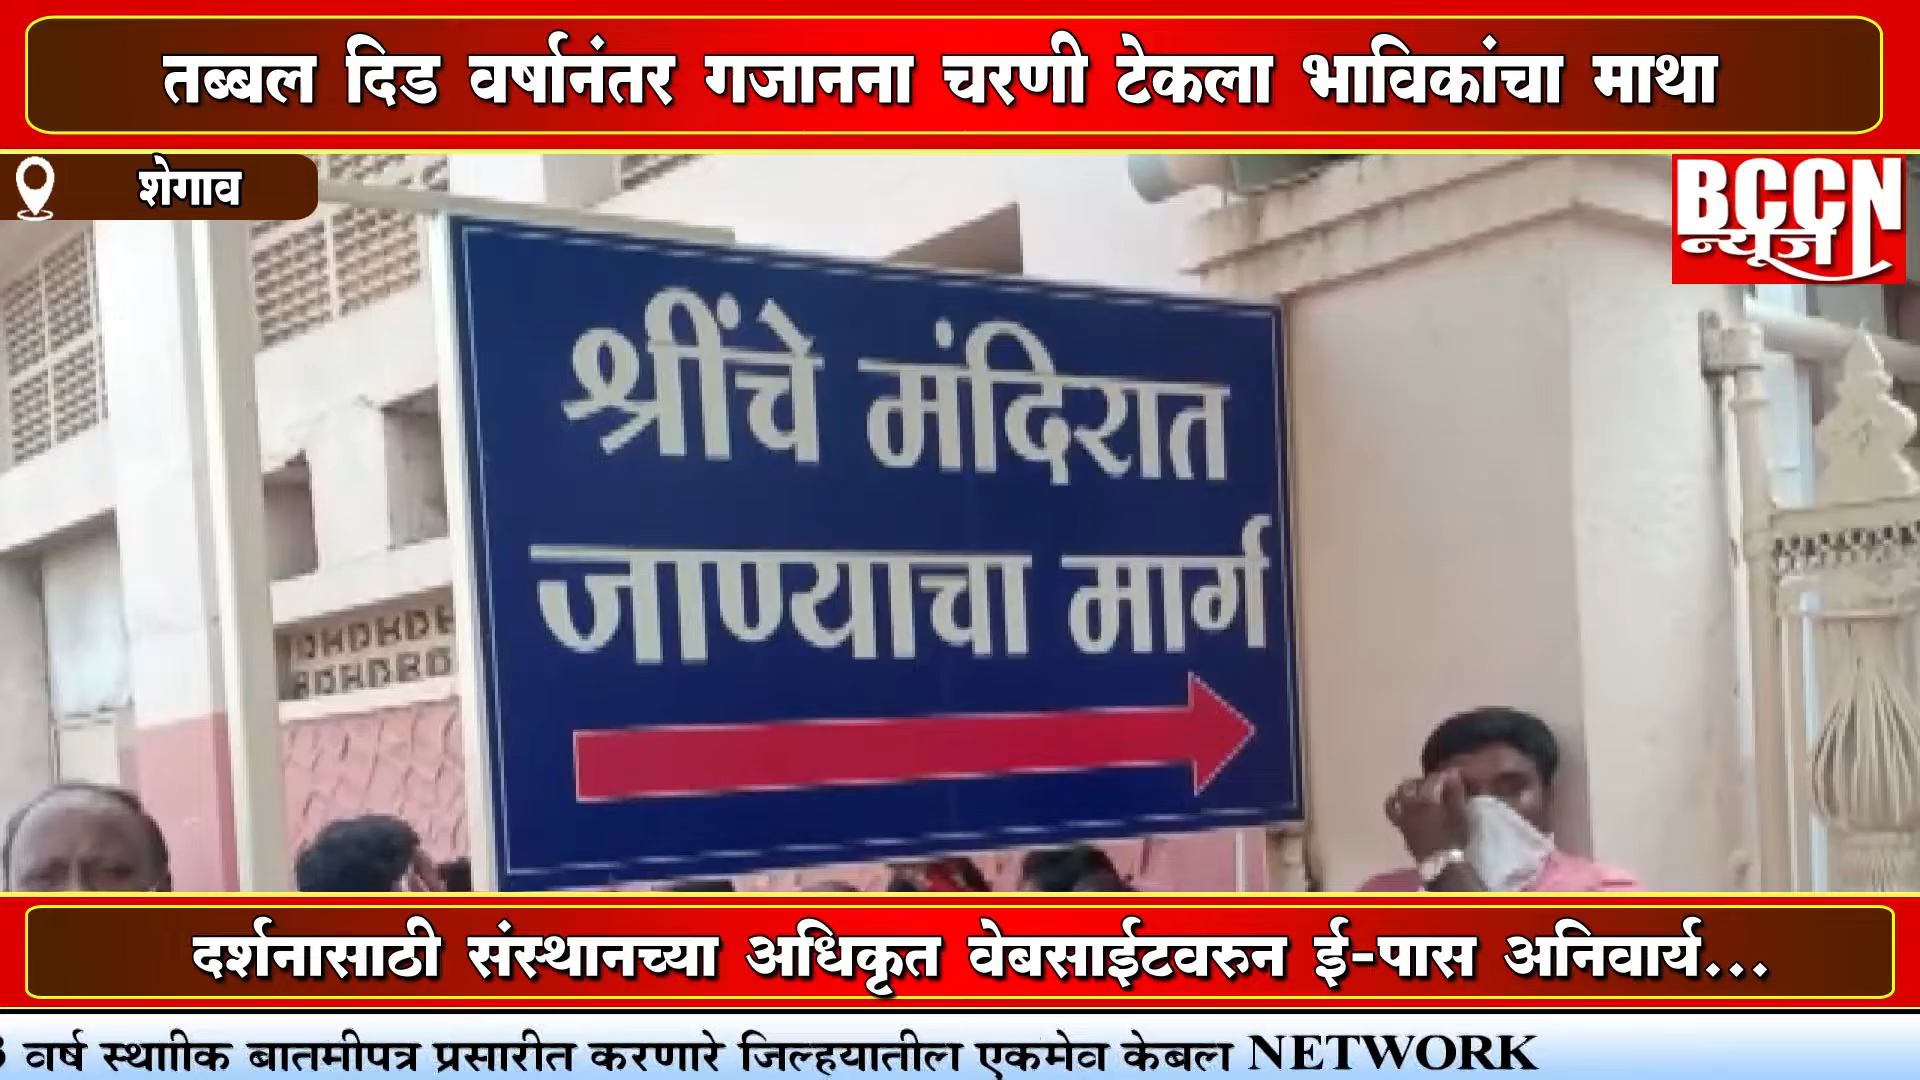 तब्बल दिड वर्षानंतर गजानना चरणी टेकला भाविकांचा माथा
शेगाव
BCCN
न्यूज
श्रींचे मंदिरात
जाण्याचा मार्ग
दर्शनासाठी संस्थानच्या अधिकृत वेबसाईटवरुन ई-पास अनिवार्य...
वर्ष स्थाीक बातमीपत्र प्रसारीत करणारे जिल्हयातील एकमेव केबल NETWORK